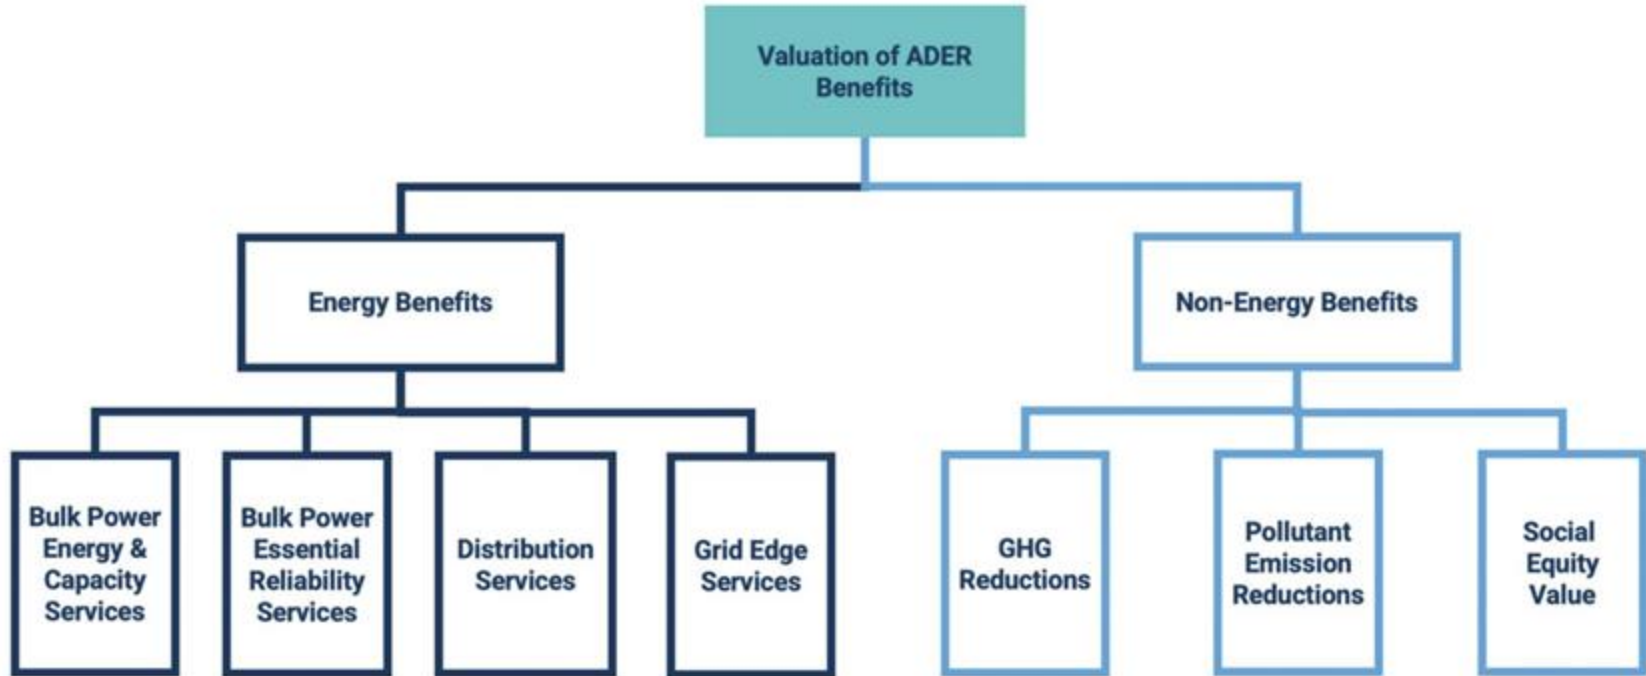 Valuation of ADER
Benefits
Energy Benefits
Non-Energy Benefits
Bulk Power
Energy &
Capacity
Services
Bulk Power
Essential
Reliability
Services
Distribution
Services
Grid Edge
Services
GHG
Reductions
Pollutant
Emission
Reductions
Social
Equity
Value